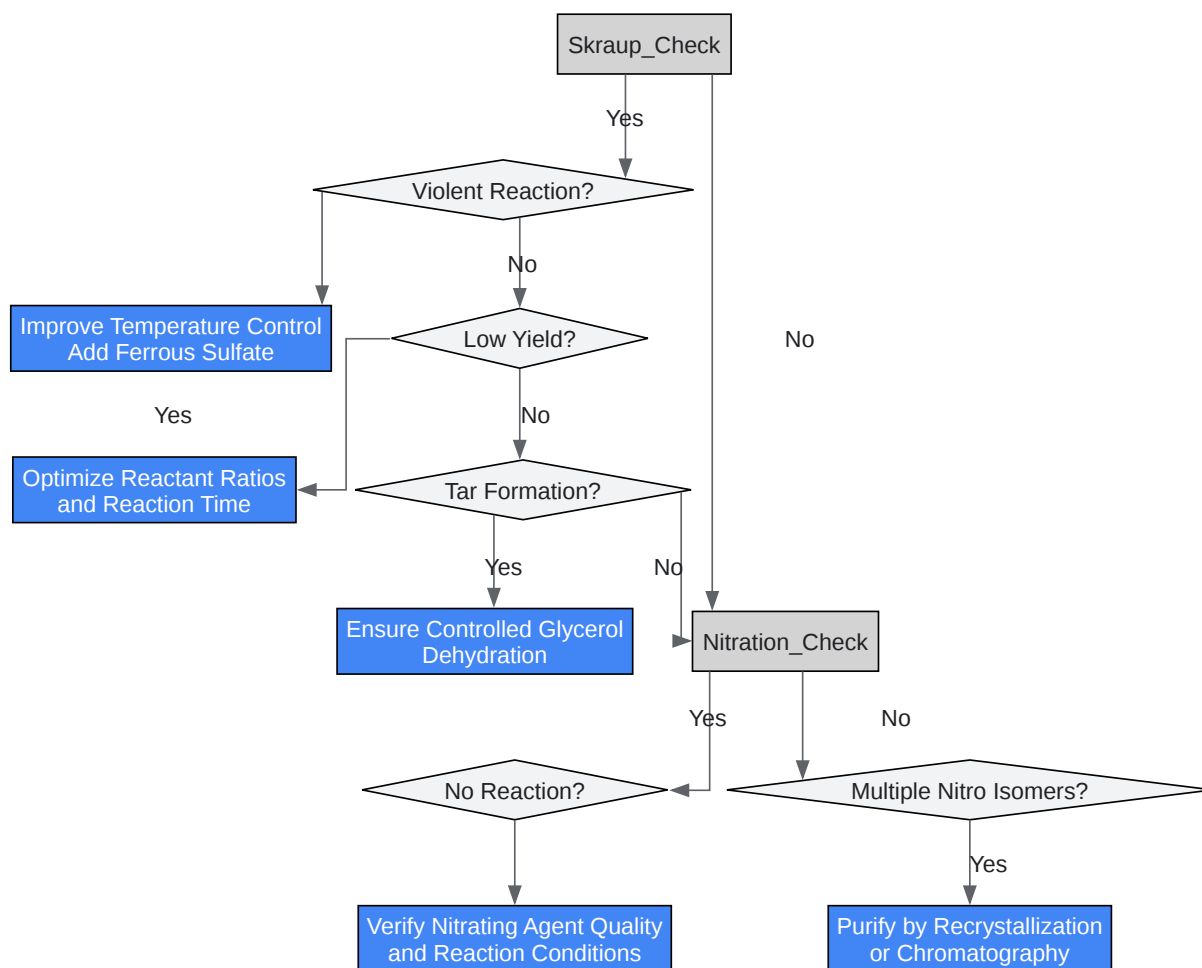 Skraup_Check
Yes
Violent Reaction?
No
Improve Temperature Control
Add Ferrous Sulfate
Low Yield?
No
Yes
No
Optimize Reactant Ratios
and Reaction Time
Tar Formation?
Yes
No
Ensure Controlled Glycerol
Dehydration
Nitration_Check
Yes
No
No Reaction?
Multiple Nitro Isomers?
Yes
Verify Nitrating Agent Quality
and Reaction Conditions
Purify by Recrystallization
or Chromatography